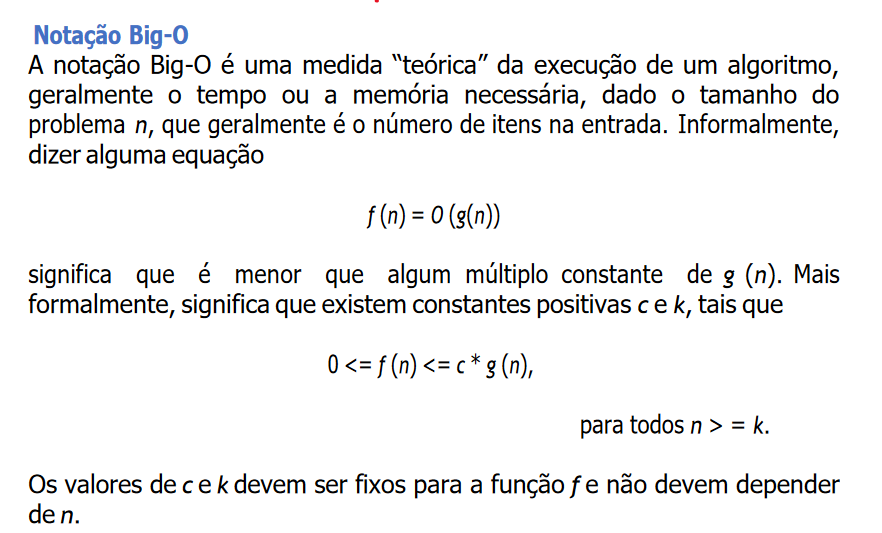 Notação Big-O
A notação Big-O é uma medida “teórica” da execução de um algoritmo,
geralmente o tempo ou a memória necessária, dado o tamanho do
problema n, que geralmente é o número de itens na entrada. Informalmente,
dizer alguma equação
f (n) = O (g(n))
significa que é menor que algum múltiplo constante de g (n). Mais
formalmente, significa que existem constantes positivas c e k, tais que
0 <= f (n) <= c * g (n),
para todos n > = k.
Os valores de c e k devem ser fixos para a função f e não devem depender
de n.